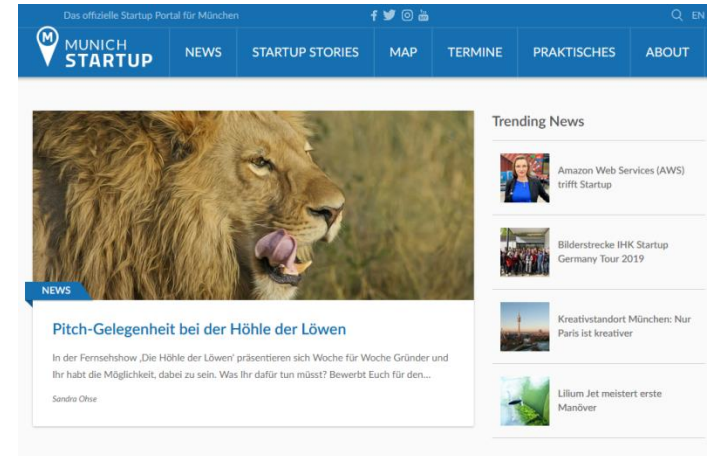 Das offizielle Startup Portal für München
EN
M
MUNICH
STARTUP
NEWS
STARTUP STORIES
MAP
TERMINE
PRAKTISCHES
ABOUT
NEWS
Pitch-Gelegenheit bei der Höhle der Löwen
In der Fernsehshow ‚Die Höhle der Löwen' präsentieren sich Woche für Woche Gründer und
Ihr habt die Möglichkeit, dabei zu sein. Was Ihr dafür tun müsst? Bewerbt Euch für den...
Sandra Ohse
Trending News
Amazon Web Services (AWS)
trifft Startup
Bilderstrecke IHK Startup
Germany Tour 2019
Kreativstandort München: Nur
Paris ist kreativer
Lilium Jet meistert erste
Manöver